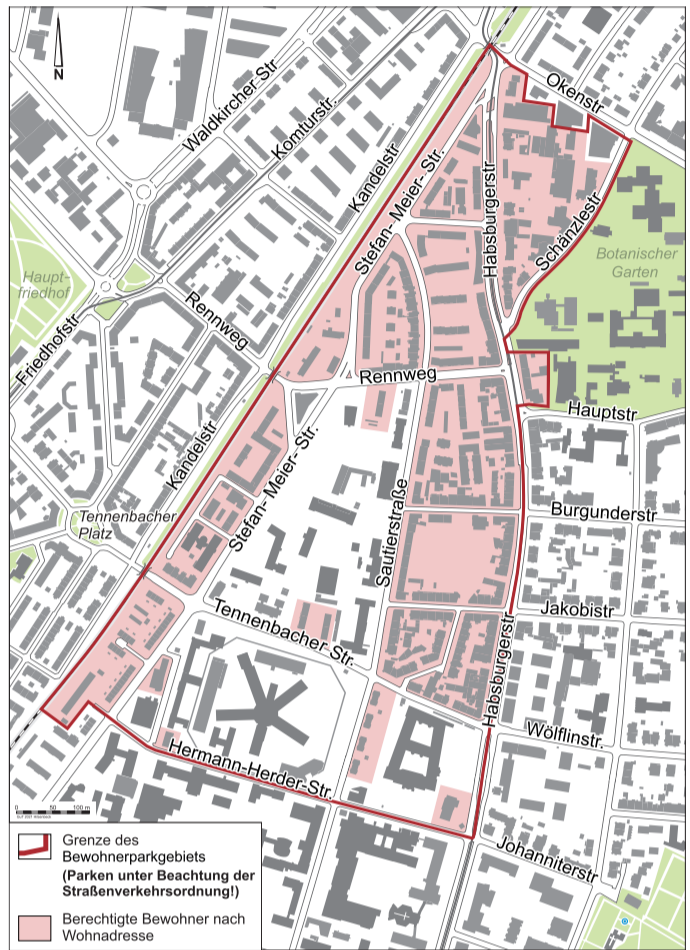 N
Waldkircher-Str
Komturstr.
Okenstr
Kandelstr
Stefan- Meier- Str.
Habsburgerstr
Schänzlestr
Botanischer
Garten
Haupt-
friedhof
Friedhofstr.
Rennweg
Rennweg
Hauptstr
Kandelstr
Stefan- Meier- Str.
Sautierstraße
Burgunderstr
Tennenbacher
Platz
Tennenbacher-Str.
Jakobistr
Habsburgerstr
Wölflinstr.
Hermann-Herder-Str.
Johanniterstr
0 50 100 m
Grenze des
Bewohnerparkgebiets
(Parken unter Beachtung der
Straßenverkehrsordnung!)
Berechtigte Bewohner nach
Wohnadresse